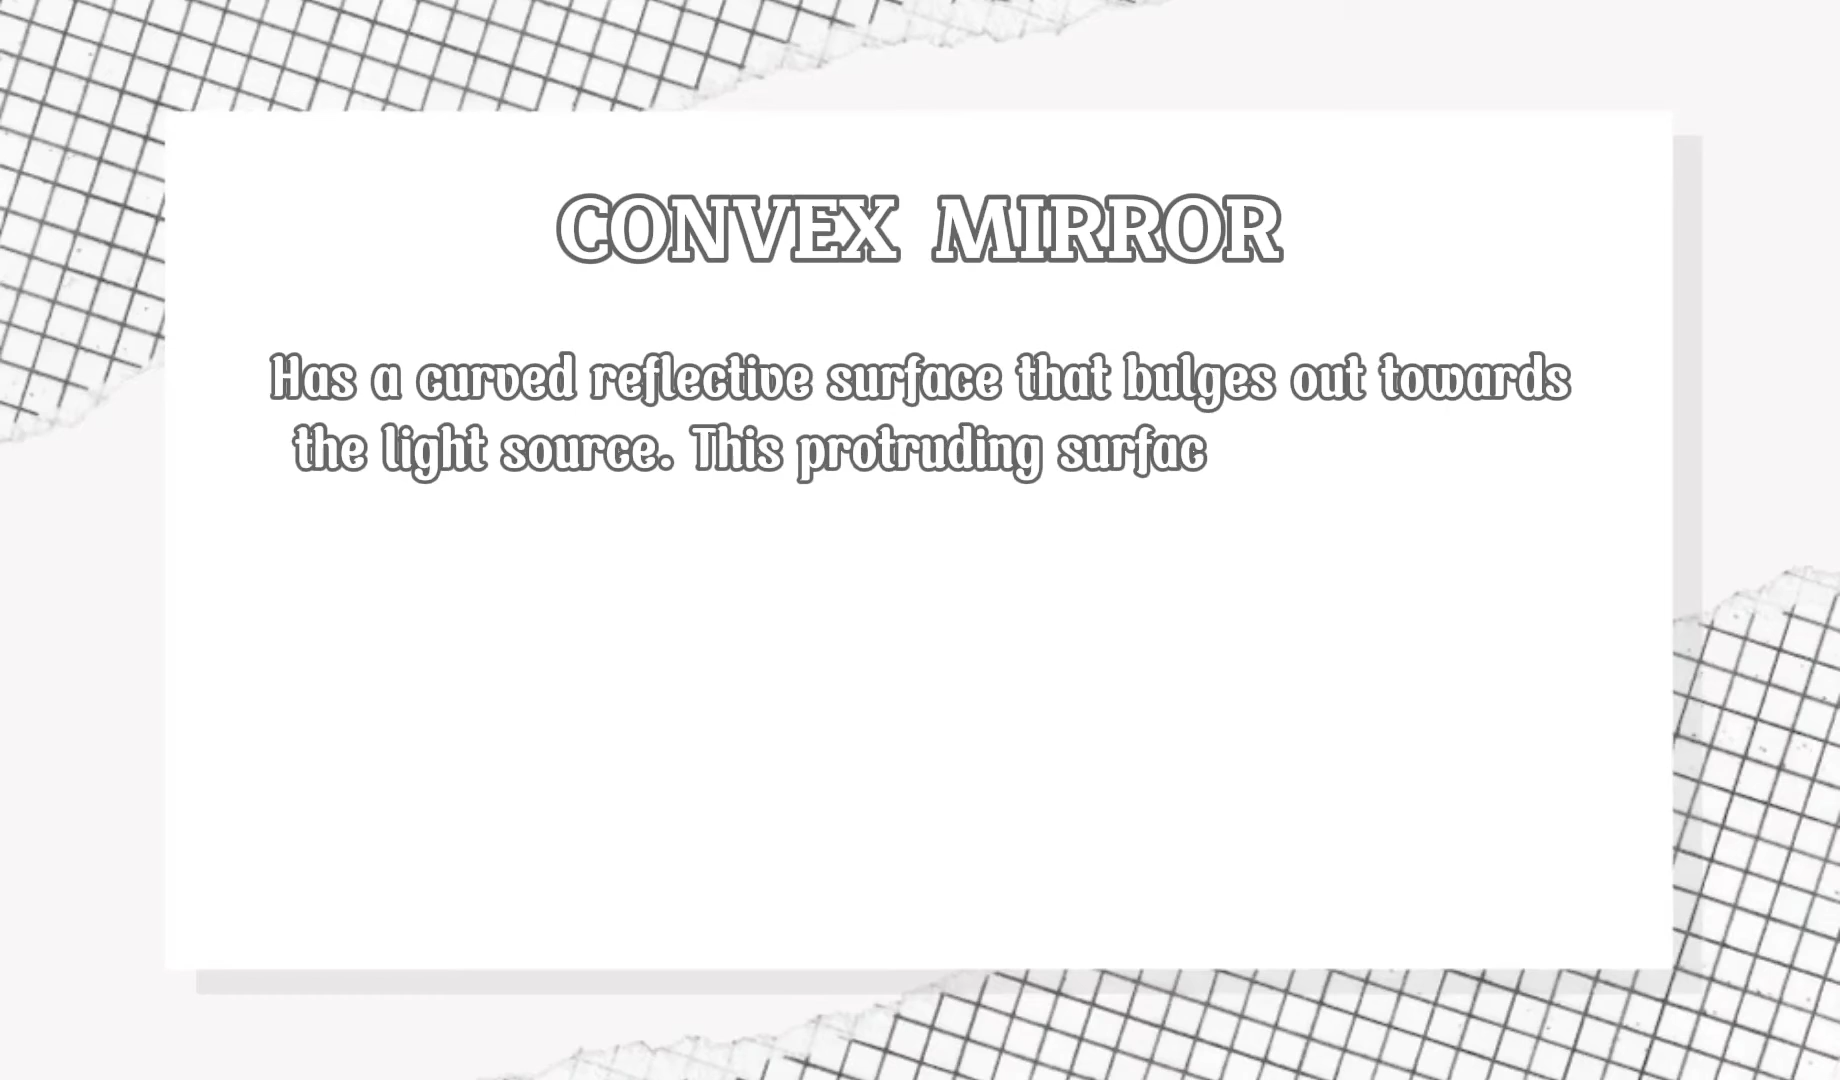 CONVEX MIRROR
Has a curved reflective surface that bulges out towards
the light source. This protruding surfac